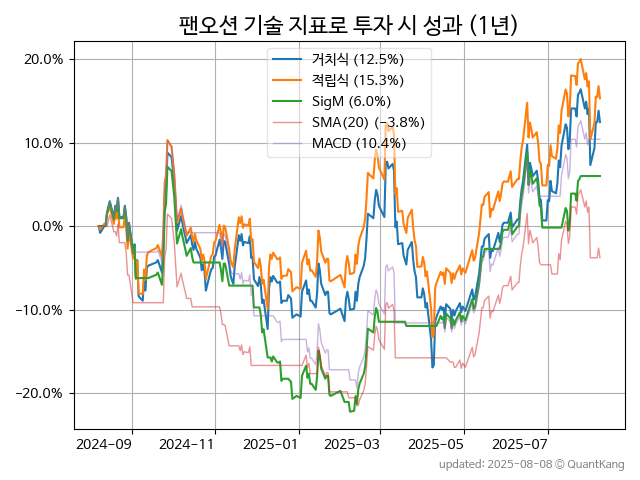 팬오션 기술 지표로 투자 시 성과 (1년)
거치식 (12.5%)
적립식 (15.3%)
SigM (6.0%)
SMA(20) (−3.8%)
MACD (10.4%)
20.0%
10.0%
0.0%
−10.0%
−20.0%
2024-09
2024-11
2025-01
2025-03
2025-05
2025-07
updated: 2025-08-08 © QuantKang